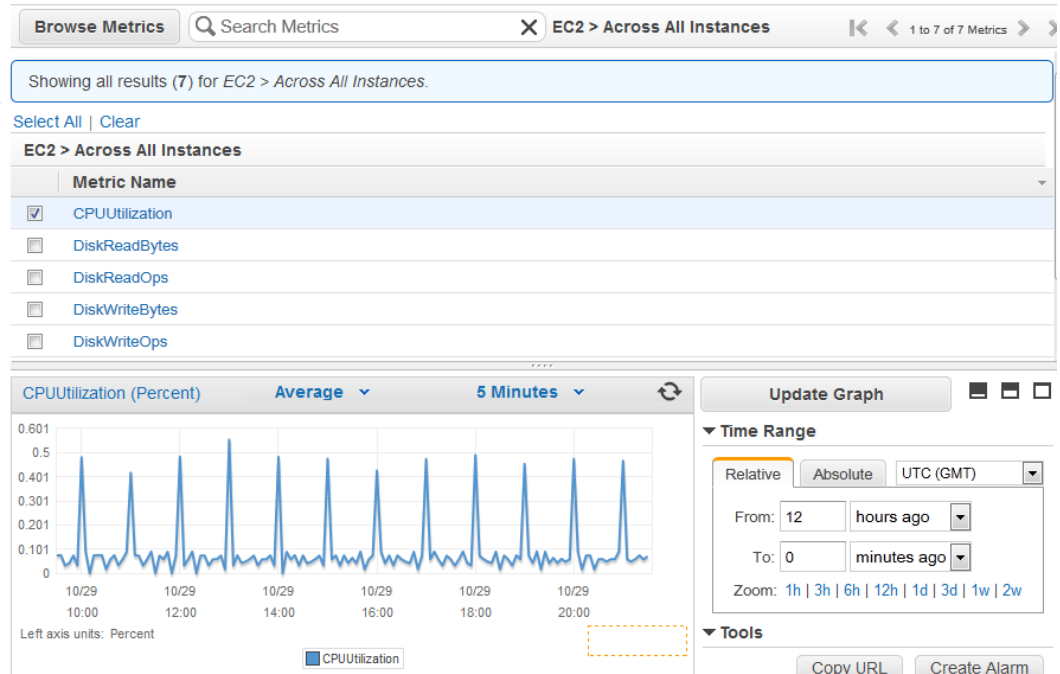 Browse Metrics Search Metrics EC2 > Across All Instances 1 to 7 of 7 Metrics
Showing all results (7) for EC2 > Across All Instances.
Select All | Clear
EC2 > Across All Instances
Metric Name
CPUUtilization
DiskReadBytes
DiskReadOps
DiskWriteBytes
DiskWriteOps
CPUUtilization (Percent) Average 5 Minutes
0.601
0.5
0.401
0.301
0.201
0.101
0
10/29 10/29 10/29 10/29 10/29 10/29
10:00 12:00 14:00 16:00 18:00 20:00
Left axis units: Percent
CPUUtilization
Update Graph
Time Range
Relative Absolute UTC (GMT)
From: 12 hours ago
To: 0 minutes ago
Zoom: 1h | 3h | 6h | 12h | 1d | 3d | 1w | 2w
Tools
Copy URL Create Alarm